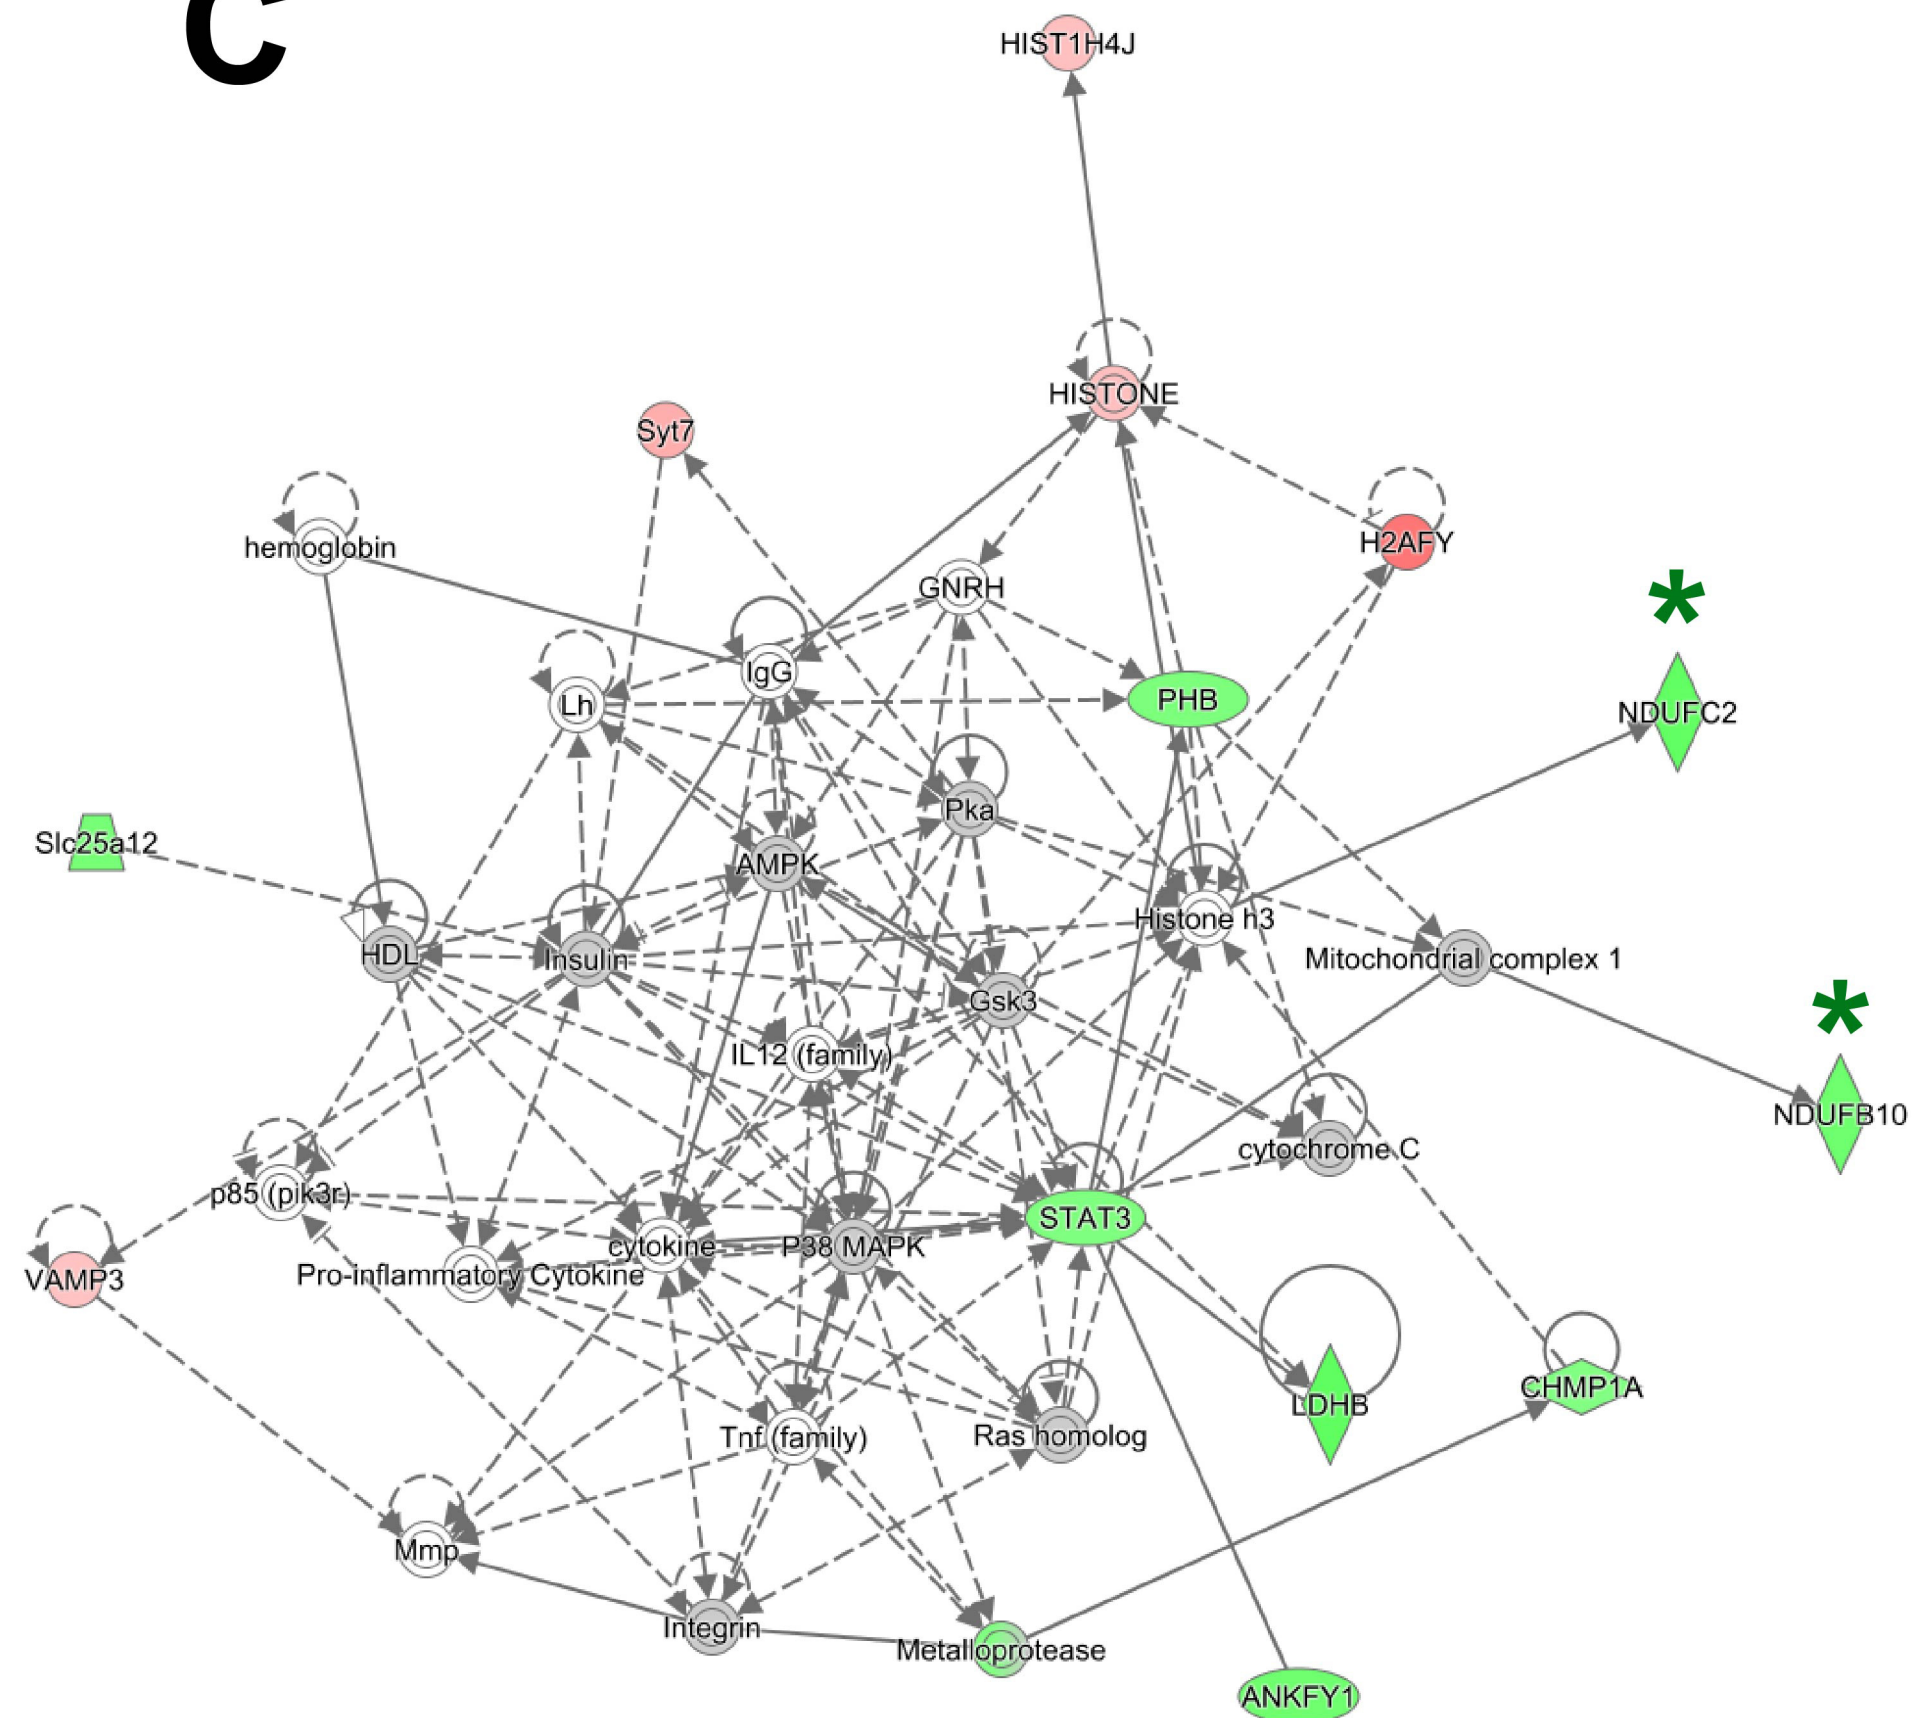 C
HIST1H4J
HISTONE
Syt7
H2AFY
hemoglobin
GNRH
*
IgG
Lh
PHB
NDUFC2
Pka
Slc25a12
AMPK
Histone h3
HDL
Insulin
Mitochondrial complex 1
Gsk3
*
IL12 (family)
NDUFB10
cytochrome C
p85 (pik3r)
STAT3
cytokine
P38 MAPK
VAMP3
Pro-inflammatory Cytokine
CHMP1A
LDHB
Tnf (family)
Ras homolog
Mmp
Integrin
Metalloprotease
ANKFY1